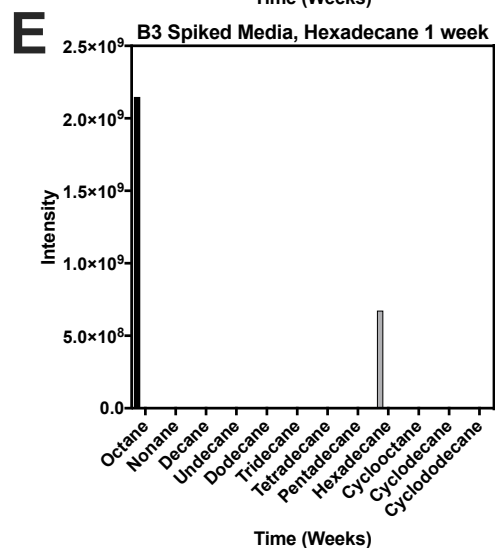 Time (Weeks)
E
B3 Spiked Media, Hexadecane 1 week
2.5×10⁹
2.0×10⁹
1.5×10⁹
1.0×10⁹
5.0×10⁸
0.0
Intensity
Octane
Nonane
Decane
Undecane
Dodecane
Tridecane
Tetradecane
Pentadecane
Hexadecane
Cyclooctane
Cyclodecane
Cyclododecane
Time (Weeks)